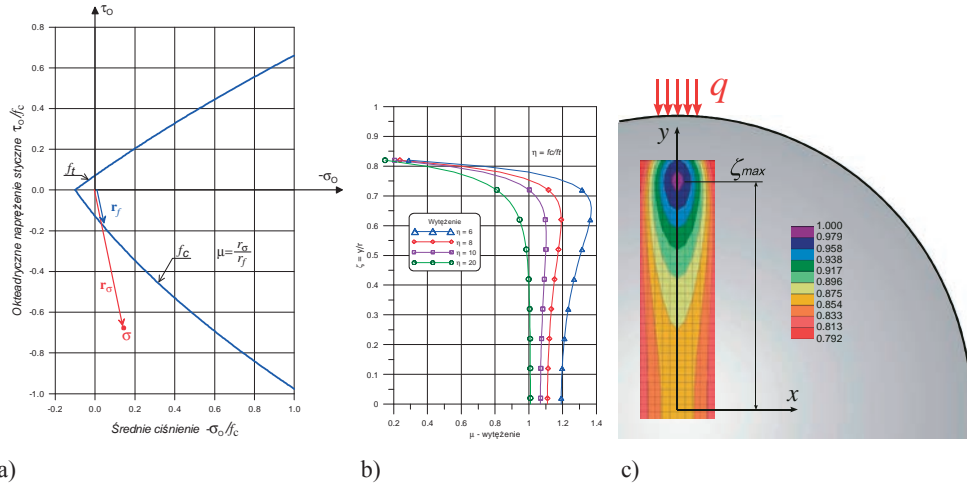 τO
0.8
0.6
0.4
0.2
0.0
-0.2
-0.4
-0.6
-0.8
-1.0
-0.2
0.0
0.2
0.4
0.6
0.8
1.0
Oktaedryczne naprężenie styczne τO/fc
Średnie ciśnienie -σO/fc
-σO
ft
rf
fc
μ=rσ/rf
rσ
σ
a)
1
0.9
0.8
0.7
0.6
0.5
0.4
0.3
0.2
0.1
0
0.2
0.4
0.6
0.8
1.0
1.2
1.4
ζ = y/r
μ - wytężenie
η = fc/ft
Wytężenie
η = 6
η = 8
η = 10
η = 20
b)
q
y
ζmax
x
1.000
0.979
0.958
0.938
0.917
0.896
0.875
0.854
0.833
0.813
0.792
c)